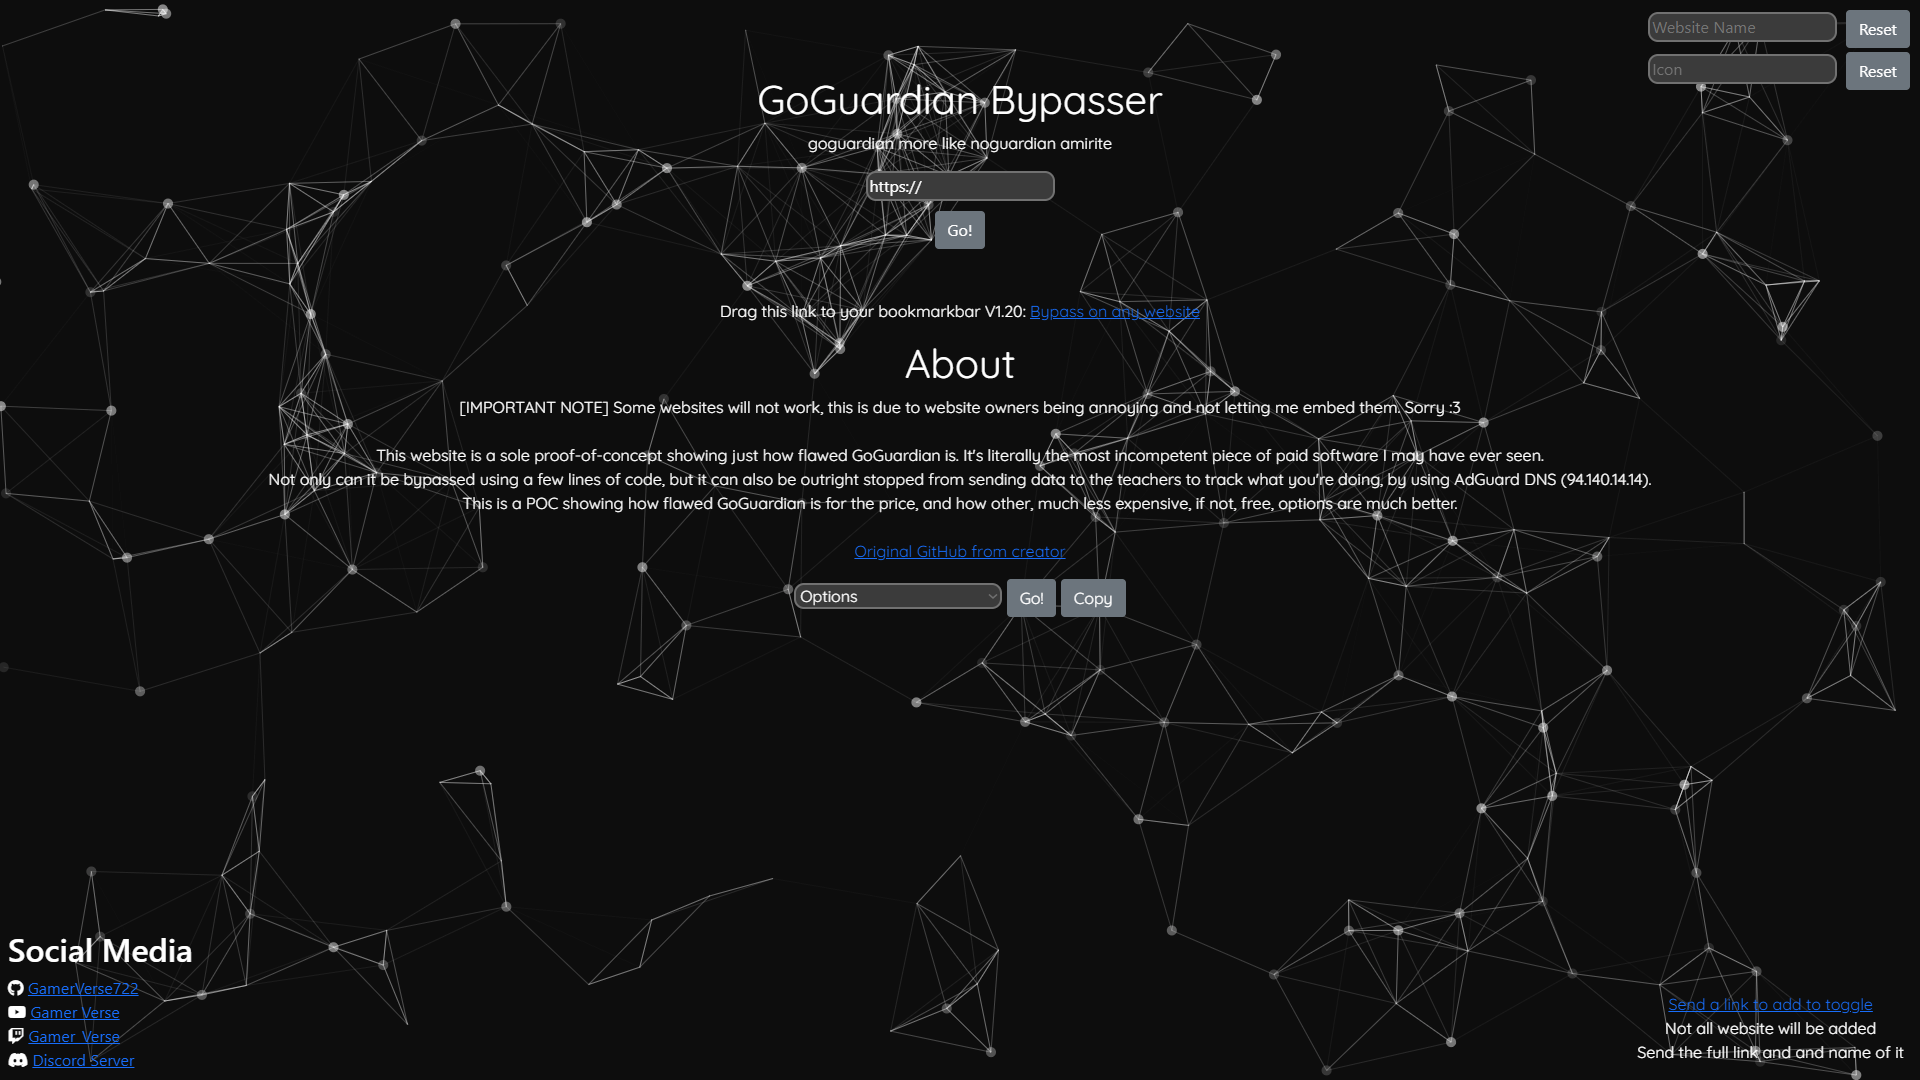 Website Name
Reset
Icon
Reset
GoGuardian Bypasser
goguardian more like noguardian amirite
https://
Go!
Drag this link to your bookmarkbar V1.20: Bypass on any website
About
[IMPORTANT NOTE] Some websites will not work, this is due to website owners being annoying and not letting me embed them. Sorry :3
This website is a sole proof-of-concept showing just how flawed GoGuardian is. It's literally the most incompetent piece of paid software I may have ever seen.
Not only can it be bypassed using a few lines of code, but it can also be outright stopped from sending data to the teachers to track what you're doing, by using AdGuard DNS (94.140.14.14).
This is a POC showing how flawed GoGuardian is for the price, and how other, much less expensive, if not, free, options are much better.
Original GitHub from creator
Options
Go!
Copy
Social Media
GamerVerse722
Gamer Verse
Gamer_Verse
Discord Server
Send a link to add to toggle
Not all website will be added
Send the full link and and name of it